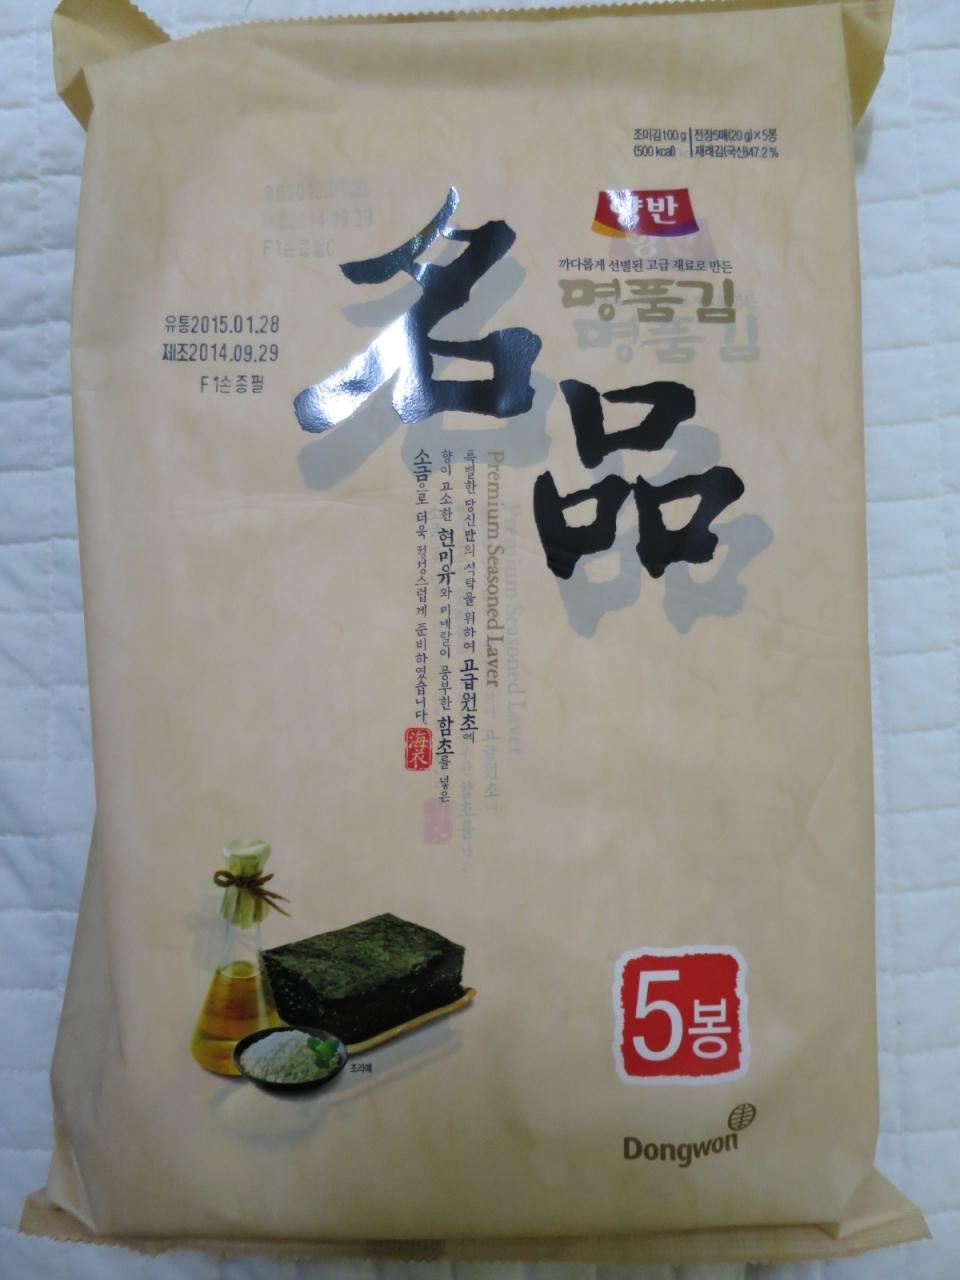 조미김100g 전장5매(20g)×5봉
(500 kcal) 재래김(국산)47.2%
양반
까다롭게 선별된 고급 재료로 만든
명품김
名品
유통2015.01.28
제조2014.09.29
F1손종필
Premium Seasoned Laver
특별한 당신만의 식탁을 위하여 고급원초에
향이 고소한 현미유와 미네랄이 풍부한 함초를 넣은
소금으로 더욱 정성스럽게 준비하였습니다.
海衣
조리예
5봉
Dongwon